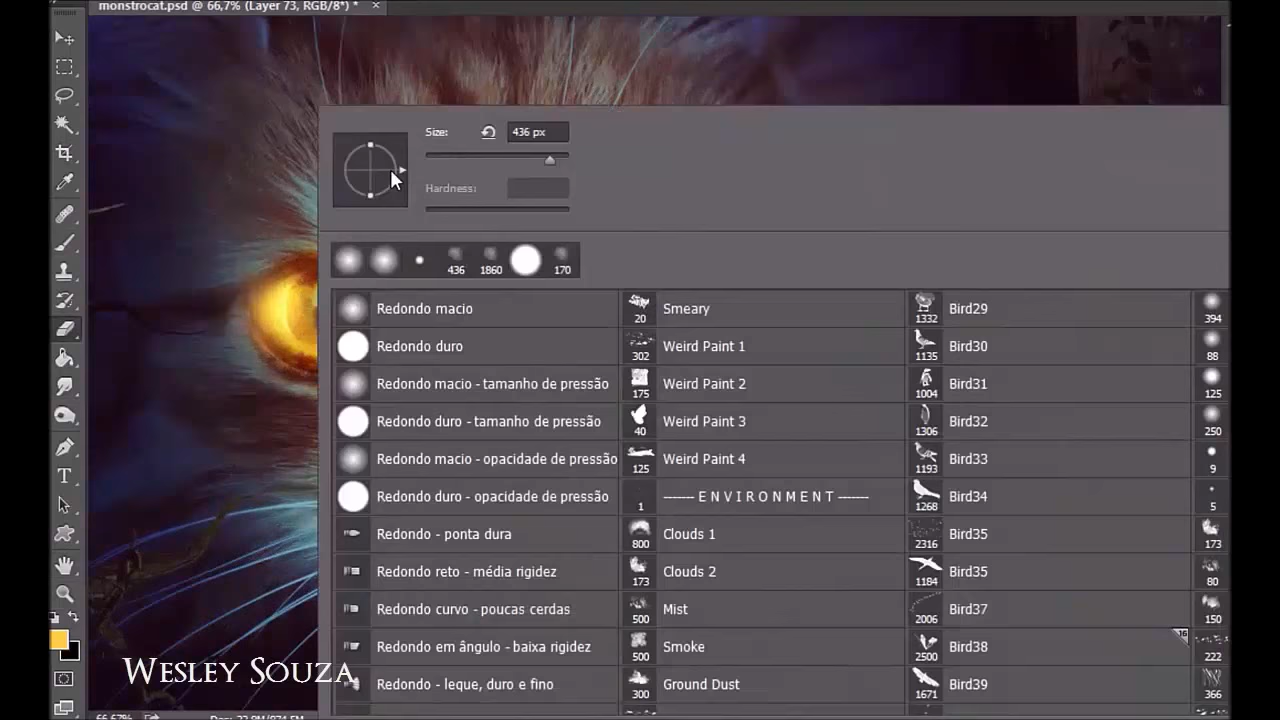 monstrocat.psd @ 66,7% (Layer 73, RGB/8*) * ×
Size: 436 px
Hardness:
436 1860 170
Redondo macio 20 Smeary 1332 Bird29 394
Redondo duro 302 Weird Paint 1 1135 Bird30 88
Redondo macio - tamanho de pressão 175 Weird Paint 2 1004 Bird31 125
Redondo duro - tamanho de pressão 40 Weird Paint 3 1306 Bird32 250
Redondo macio - opacidade de pressão 125 Weird Paint 4 1193 Bird33 9
Redondo duro - opacidade de pressão 1 ------- E N V I R O N M E N T ------- 1268 Bird34 5
Redondo - ponta dura 800 Clouds 1 2316 Bird35 173
Redondo reto - média rigidez 173 Clouds 2 1184 Bird35 80
Redondo curvo - poucas cerdas 500 Mist 2006 Bird37 150
Redondo em ângulo - baixa rigidez 500 Smoke 2500 Bird38 222
Redondo - leque, duro e fino 300 Ground Dust 1671 Bird39 366
Wesley Souza